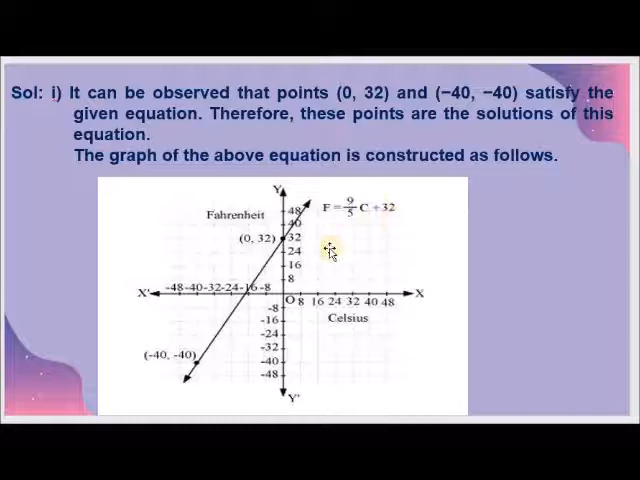 Sol: i) It can be observed that points (0, 32) and (−40, −40) satisfy the
given equation. Therefore, these points are the solutions of this
equation.
The graph of the above equation is constructed as follows.
Y
F = 9/5 C + 32
Fahrenheit
48
40
(0, 32)
32
24
16
8
X' -48 -40 -32 -24 -16 -8 O 8 16 24 32 40 48 X
-8
Celsius
-16
-24
-32
(-40, -40)
-40
-48
Y'